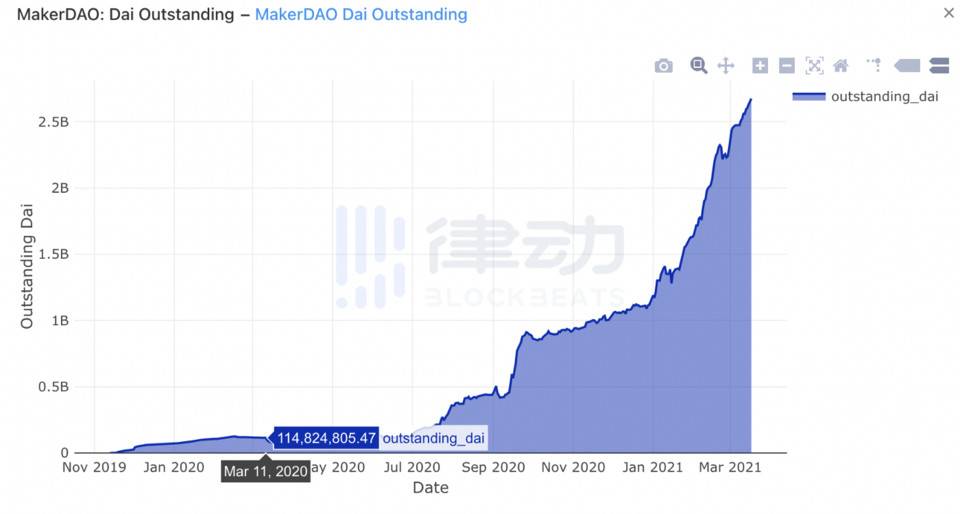 MakerDAO: Dai Outstanding – MakerDAO Dai Outstanding
outstanding_dai
2.5B
2B
1.5B
1B
0.5B
0
Outstanding Dai
律动
BLOCKBEATS
114,824,805.47 outstanding_dai
Nov 2019 Jan 2020 Mar 11, 2020 ay 2020 Jul 2020 Sep 2020 Nov 2020 Jan 2021 Mar 2021
Date